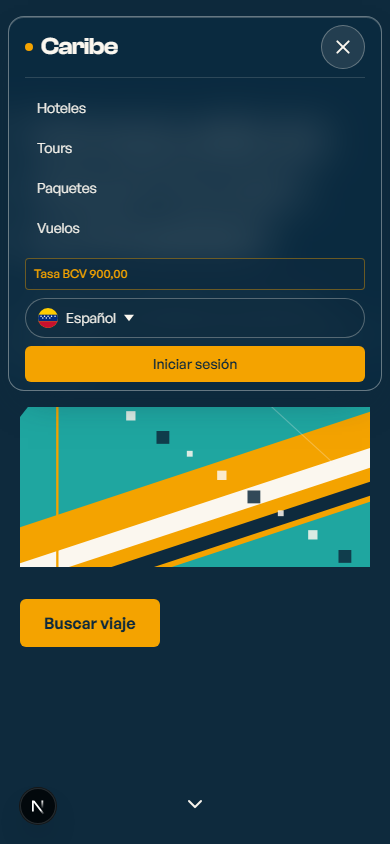 Caribe
Hoteles
Tours
Paquetes
Vuelos
Tasa BCV 900,00
Español
Iniciar sesión
Buscar viaje
N